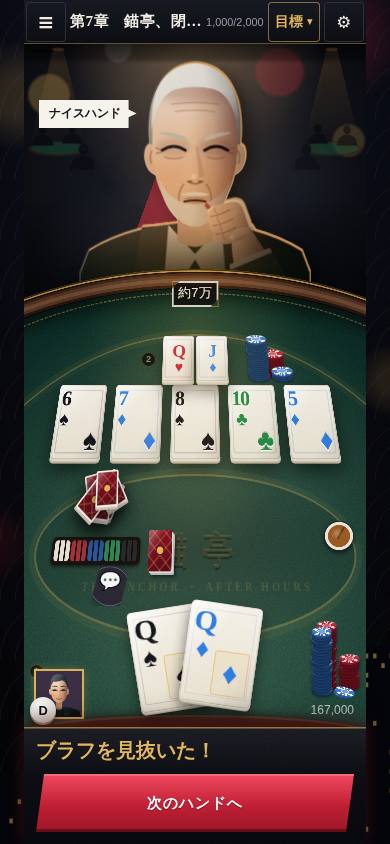 第7章 錨亭、閉… 1,000/2,000 目標▼
ナイスハンド
約7万
2
Q J
6 7 8 10 5
亭
ANCHOR · AFTER HOURS
Q Q
D
167,000
ブラフを見抜いた！
次のハンドへ